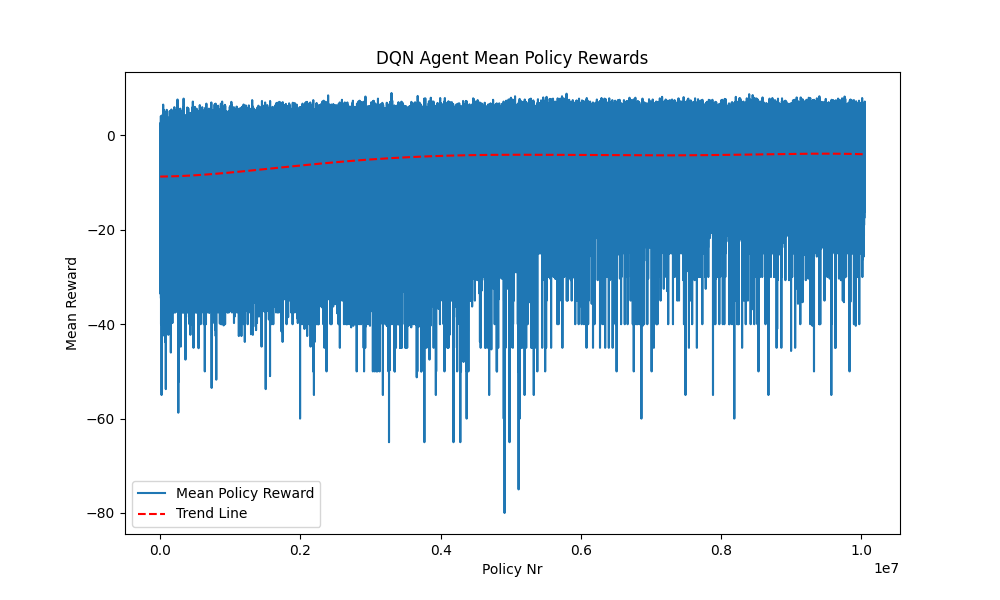 DQN Agent Mean Policy Rewards
Mean Reward
0
−20
−40
−60
−80
Mean Policy Reward
Trend Line
0.0
0.2
0.4
0.6
0.8
1.0
1e7
Policy Nr